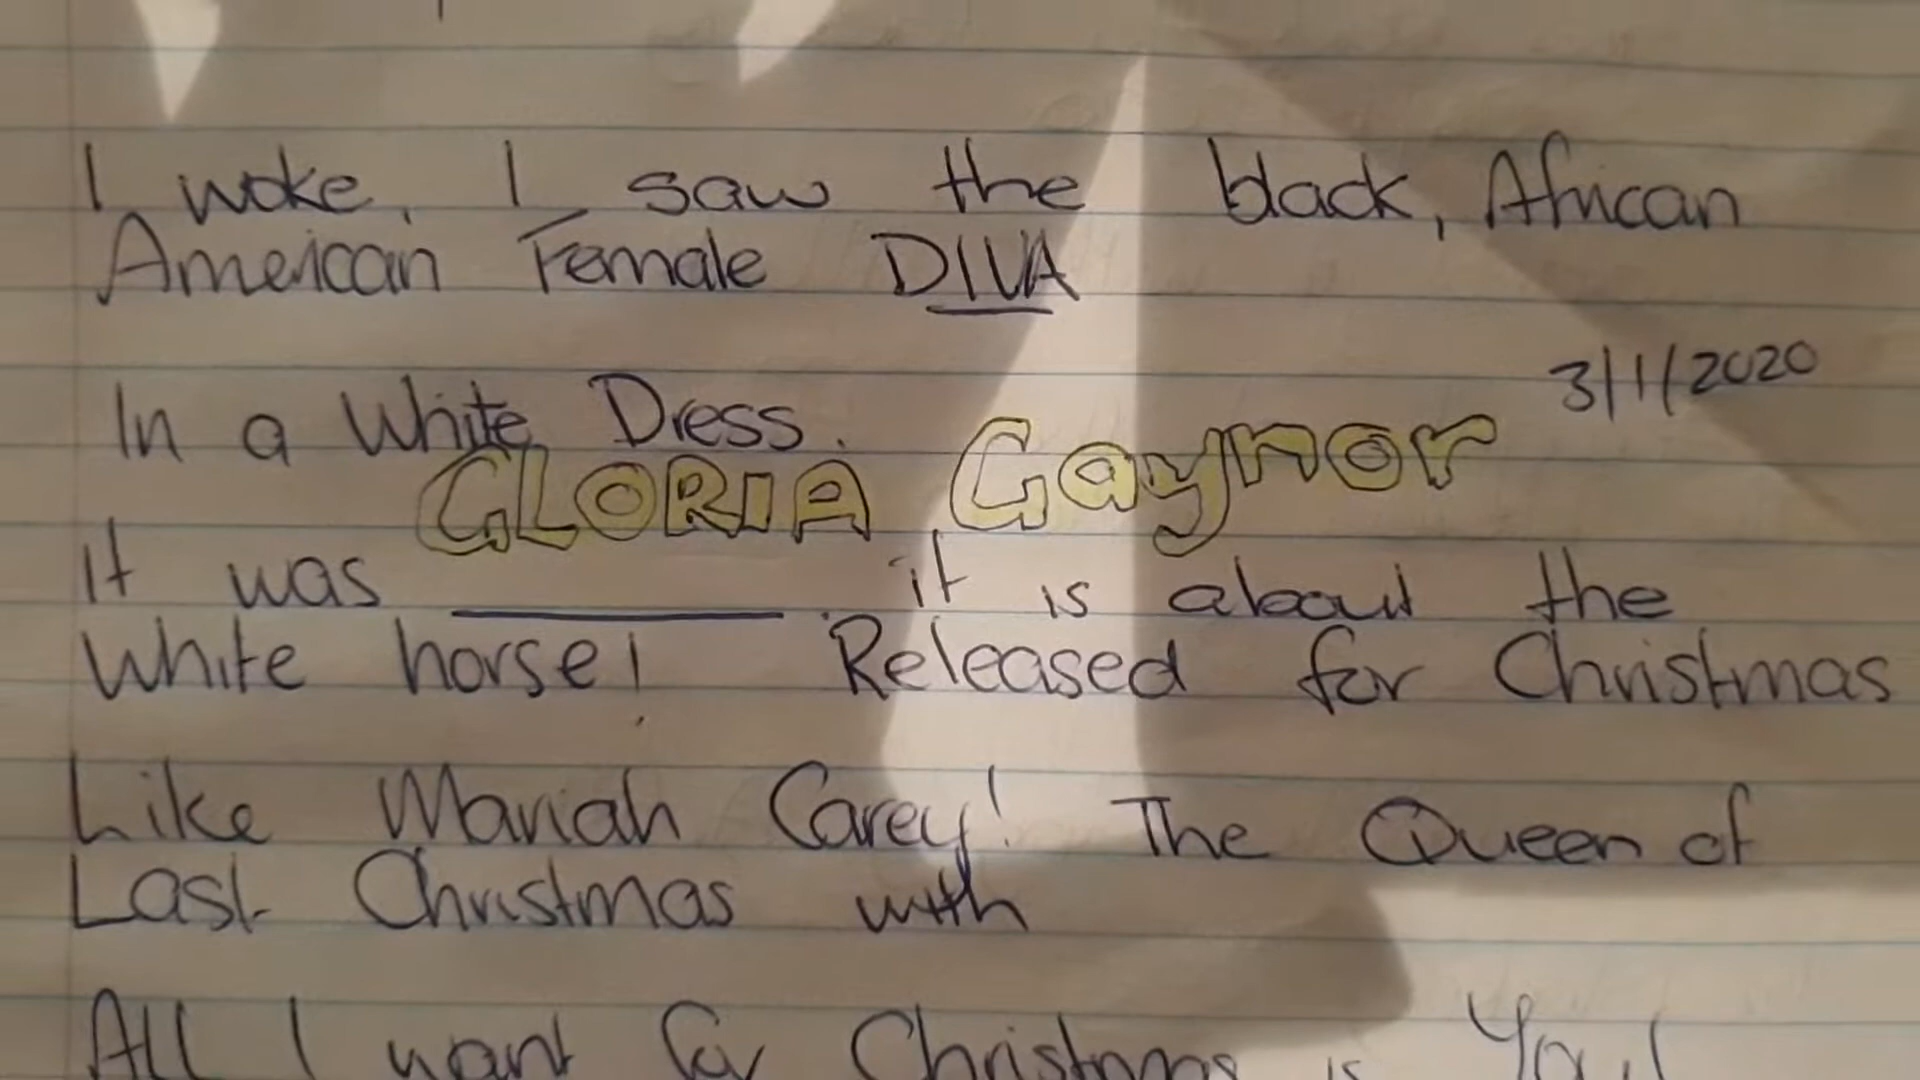 I woke. I saw the black, African
American Female DIVA
3/1/2020
In a White Dress.
GLORIA Gaynor
It was ________. it is about the
White horse! Released for Christmas
Like Mariah Carey! The Queen of
Last Christmas with
All I want for Christmas is You!